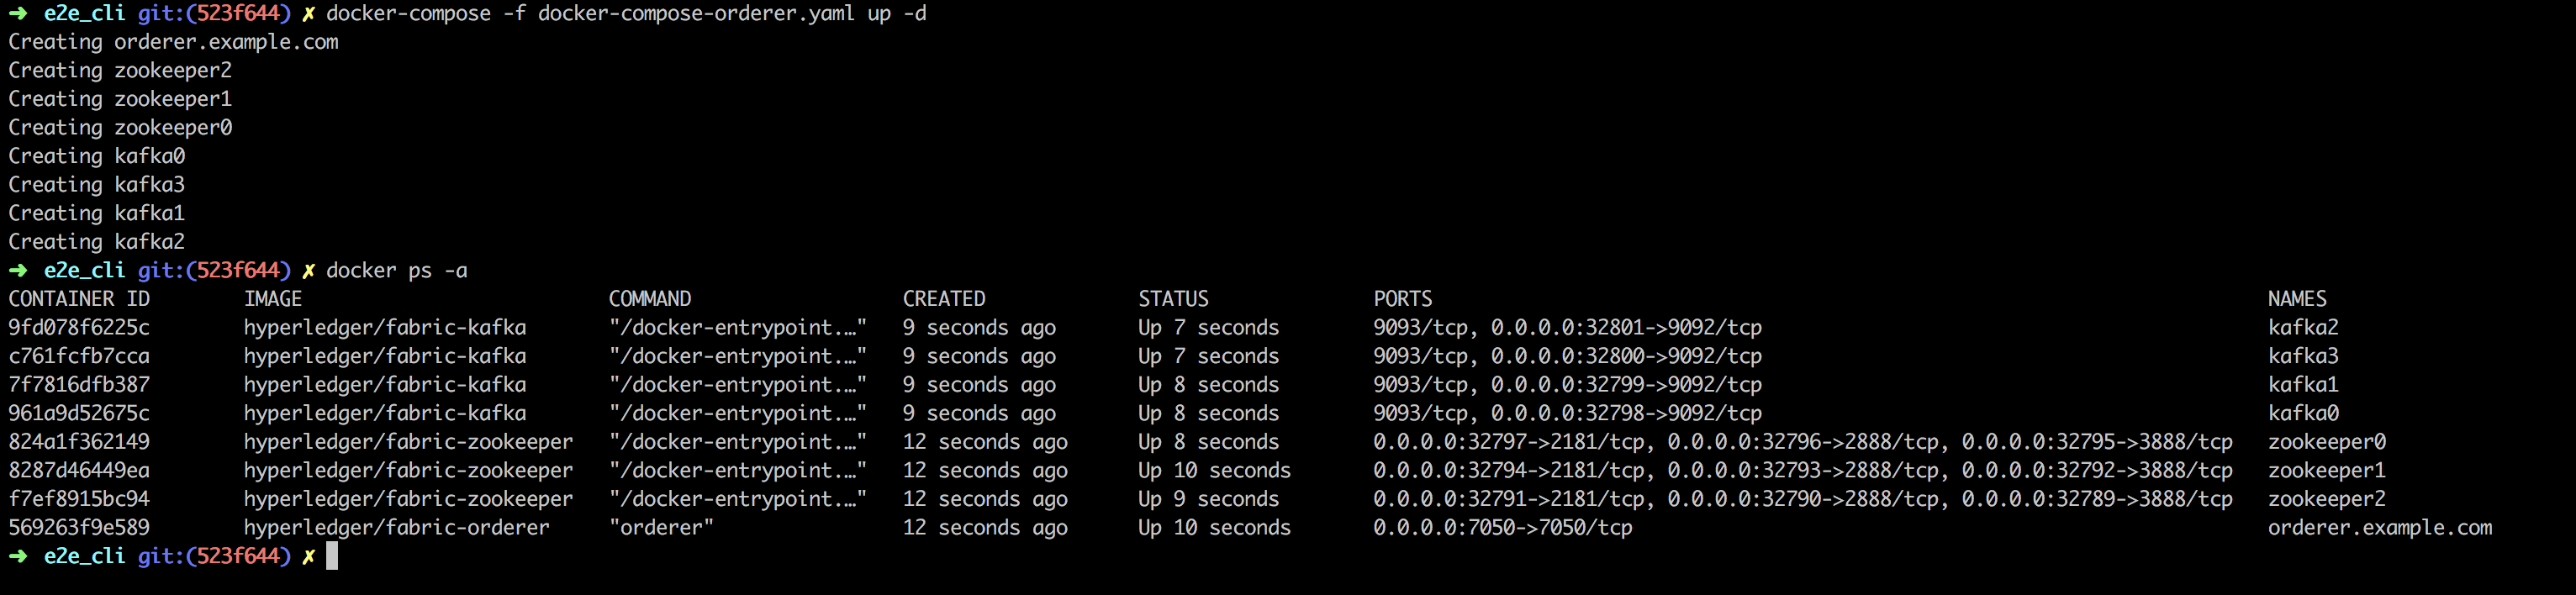 ➜  e2e_cli git:(523f644) ✗ docker-compose -f docker-compose-orderer.yaml up -d
Creating orderer.example.com
Creating zookeeper2
Creating zookeeper1
Creating zookeeper0
Creating kafka0
Creating kafka3
Creating kafka1
Creating kafka2
➜  e2e_cli git:(523f644) ✗ docker ps -a
CONTAINER ID        IMAGE                          COMMAND                  CREATED             STATUS              PORTS                                                                       NAMES
9fd078f6225c        hyperledger/fabric-kafka       "/docker-entrypoint.…"   9 seconds ago       Up 7 seconds        9093/tcp, 0.0.0.0:32801->9092/tcp                                           kafka2
c761fcfb7cca        hyperledger/fabric-kafka       "/docker-entrypoint.…"   9 seconds ago       Up 7 seconds        9093/tcp, 0.0.0.0:32800->9092/tcp                                           kafka3
7f7816dfb387        hyperledger/fabric-kafka       "/docker-entrypoint.…"   9 seconds ago       Up 8 seconds        9093/tcp, 0.0.0.0:32799->9092/tcp                                           kafka1
961a9d52675c        hyperledger/fabric-kafka       "/docker-entrypoint.…"   9 seconds ago       Up 8 seconds        9093/tcp, 0.0.0.0:32798->9092/tcp                                           kafka0
824a1f362149        hyperledger/fabric-zookeeper   "/docker-entrypoint.…"   12 seconds ago      Up 8 seconds        0.0.0.0:32797->2181/tcp, 0.0.0.0:32796->2888/tcp, 0.0.0.0:32795->3888/tcp   zookeeper0
8287d46449ea        hyperledger/fabric-zookeeper   "/docker-entrypoint.…"   12 seconds ago      Up 10 seconds       0.0.0.0:32794->2181/tcp, 0.0.0.0:32793->2888/tcp, 0.0.0.0:32792->3888/tcp   zookeeper1
f7ef8915bc94        hyperledger/fabric-zookeeper   "/docker-entrypoint.…"   12 seconds ago      Up 9 seconds        0.0.0.0:32791->2181/tcp, 0.0.0.0:32790->2888/tcp, 0.0.0.0:32789->3888/tcp   zookeeper2
569263f9e589        hyperledger/fabric-orderer     "orderer"                12 seconds ago      Up 10 seconds       0.0.0.0:7050->7050/tcp                                                      orderer.example.com
➜  e2e_cli git:(523f644) ✗